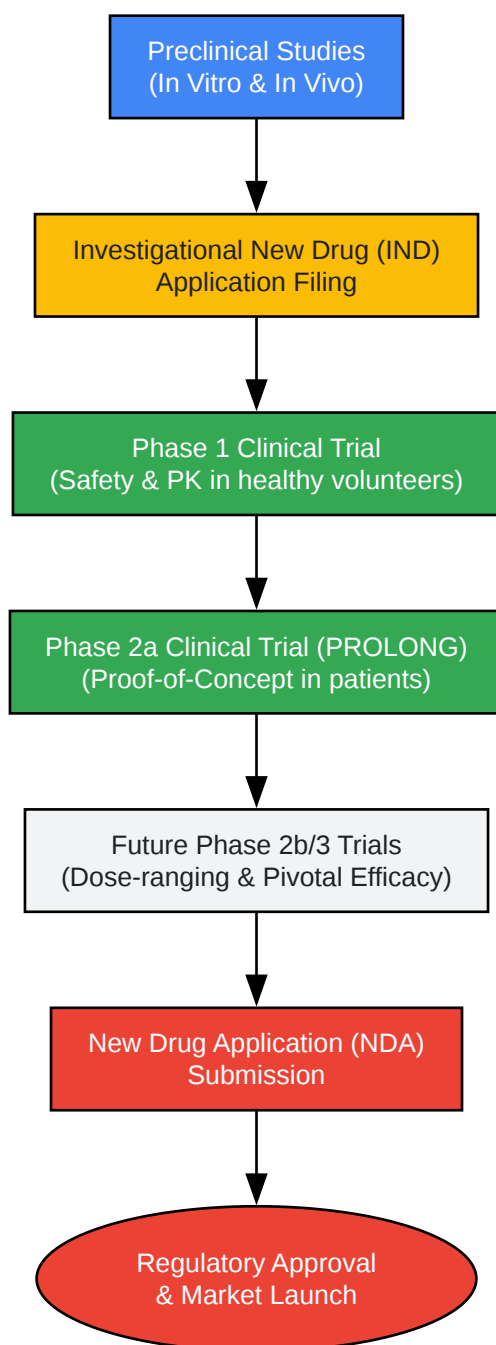 Preclinical Studies
(In Vitro & In Vivo)
Investigational New Drug (IND)
Application Filing
Phase 1 Clinical Trial
(Safety & PK in healthy volunteers)
Phase 2a Clinical Trial (PROLONG)
(Proof-of-Concept in patients)
Future Phase 2b/3 Trials
(Dose-ranging & Pivotal Efficacy)
New Drug Application (NDA)
Submission
Regulatory Approval
& Market Launch